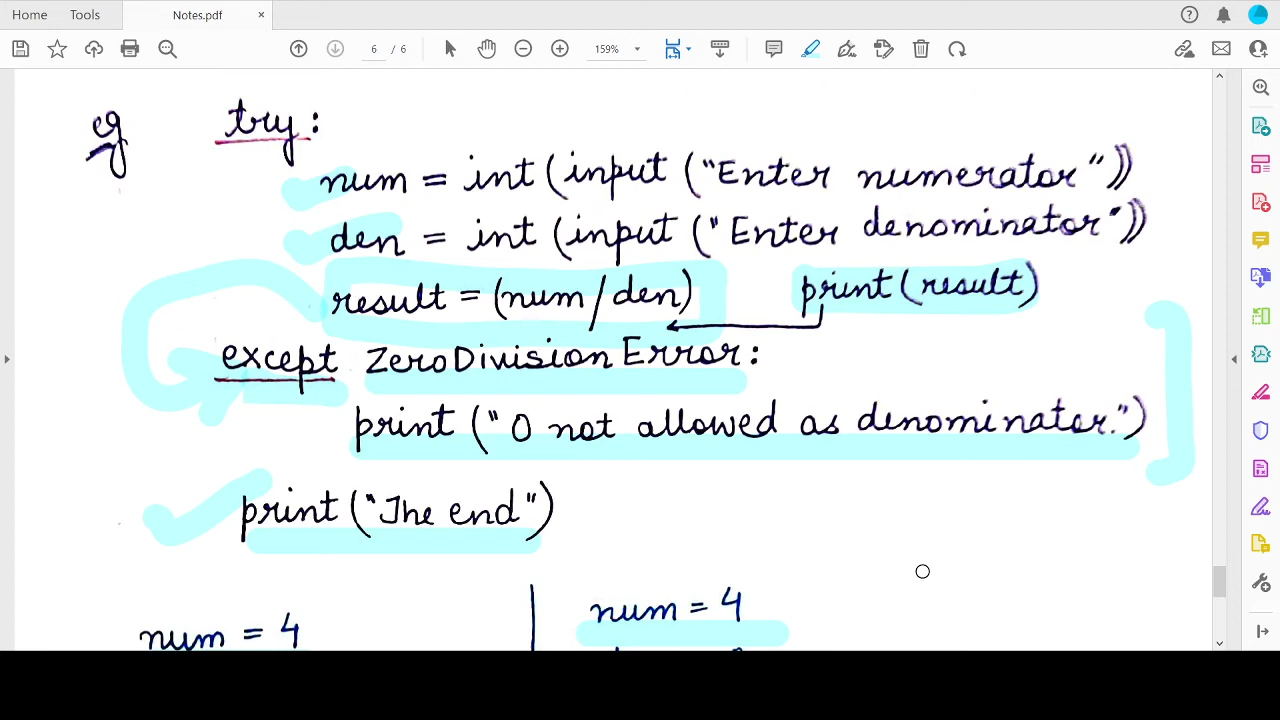 Home Tools Notes.pdf ×
6 / 6 159%
eg try:
num = int(input ("Enter numerator"))
den = int (input ("Enter denominator"))
result = (num/den) print(result)
except ZeroDivisionError:
print (" 0 not allowed as denominator.")
print ("The end")
num = 4
num = 4